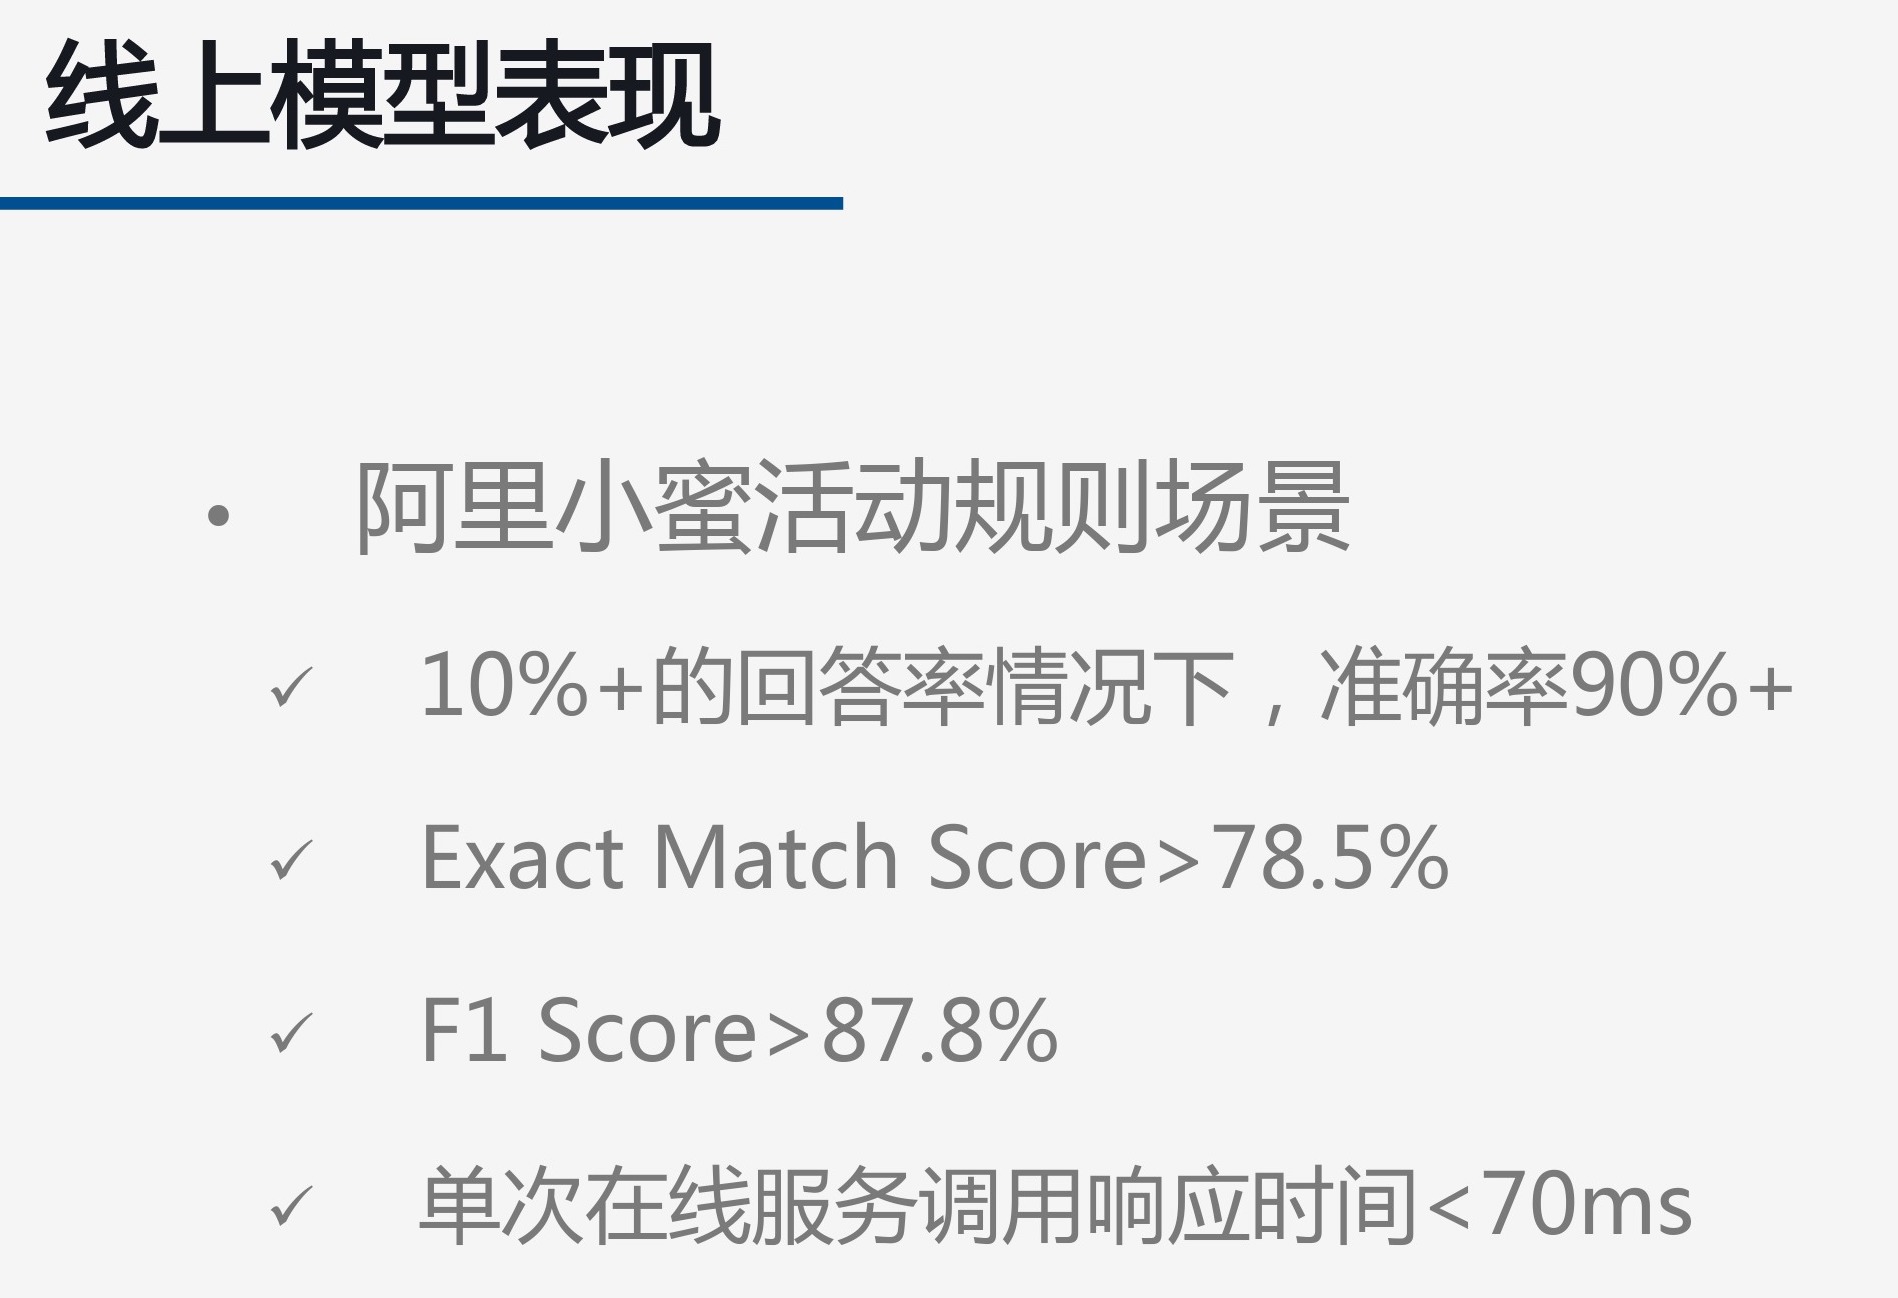 线上模型表现
• 阿里小蜜活动规则场景
✓ 10%+的回答率情况下，准确率90%+
✓ Exact Match Score>78.5%
✓ F1 Score>87.8%
✓ 单次在线服务调用响应时间<70ms